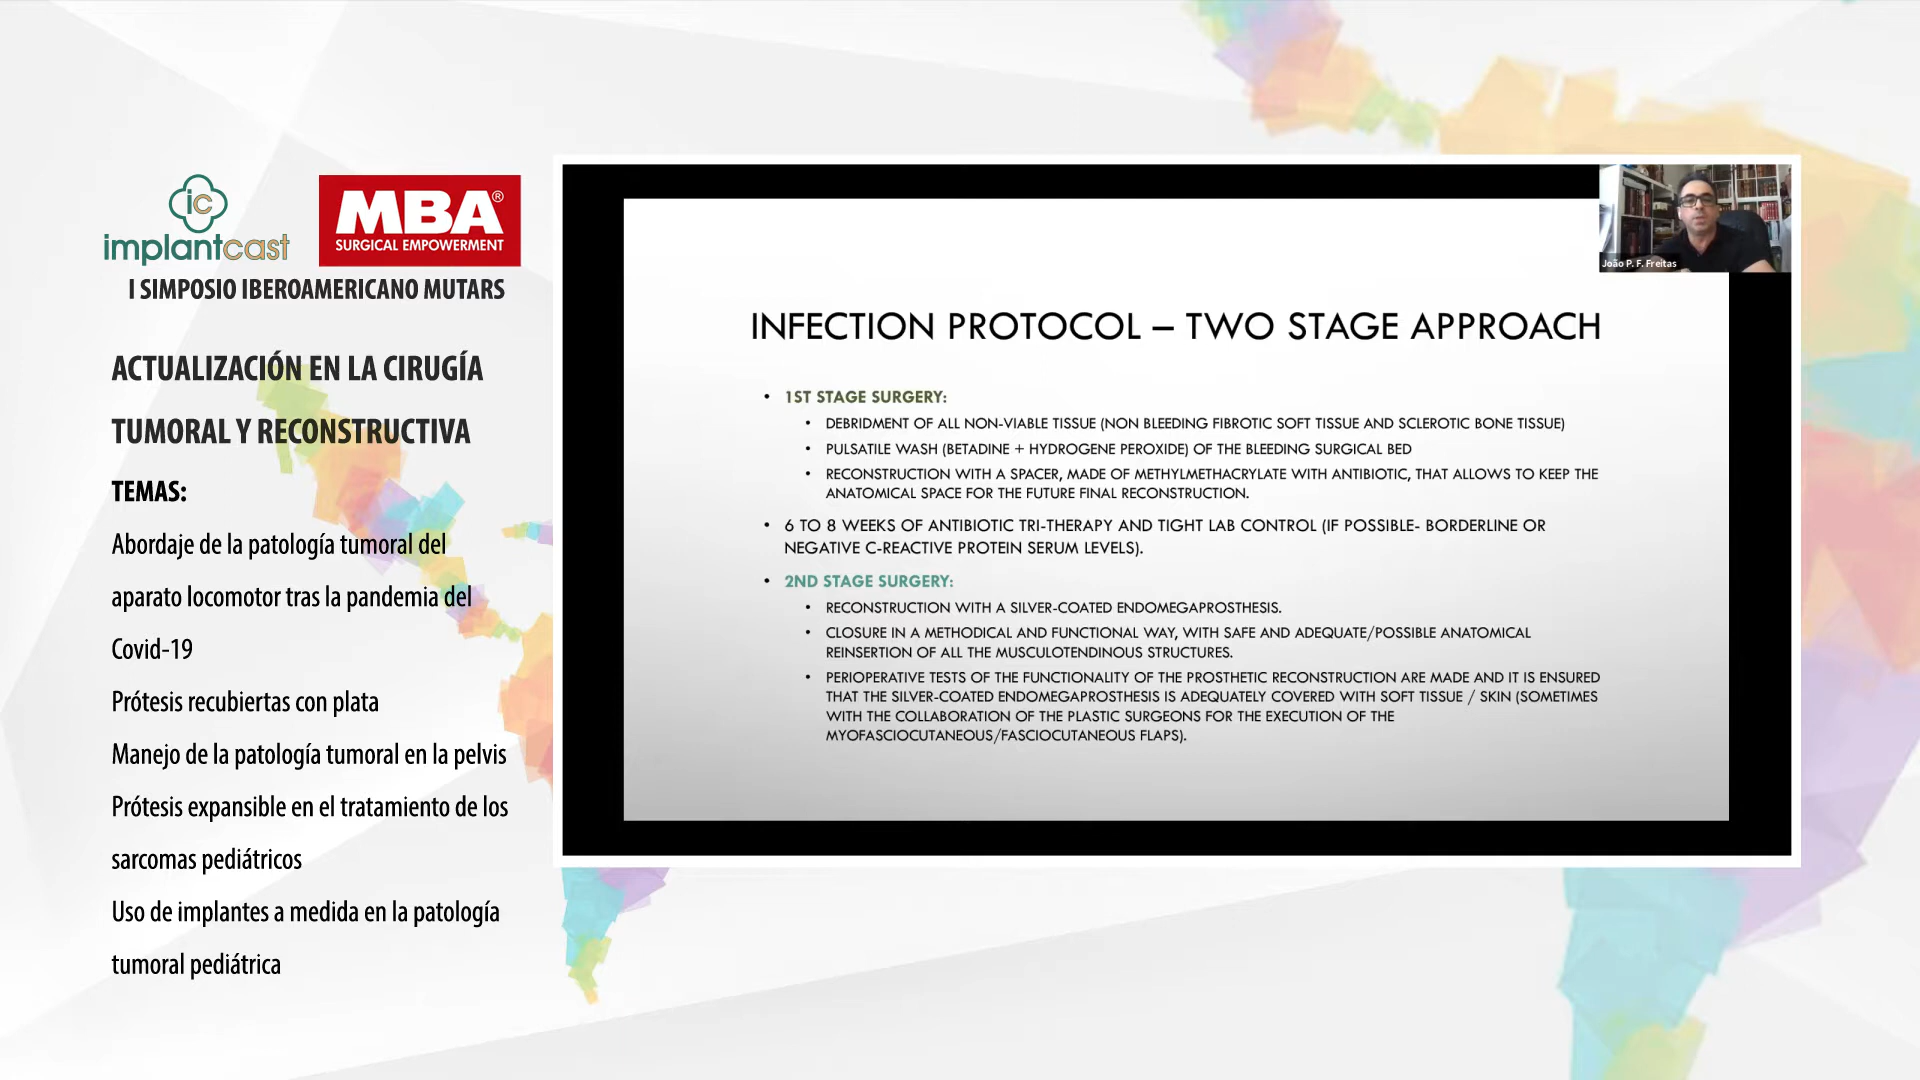 ic
implantcast
MBA®
SURGICAL EMPOWERMENT
I SIMPOSIO IBEROAMERICANO MUTARS
ACTUALIZACIÓN EN LA CIRUGÍA
TUMORAL Y RECONSTRUCTIVA
TEMAS:
Abordaje de la patología tumoral del
aparato locomotor tras la pandemia del
Covid-19
Prótesis recubiertas con plata
Manejo de la patología tumoral en la pelvis
Prótesis expansible en el tratamiento de los
sarcomas pediátricos
Uso de implantes a medida en la patología
tumoral pediátrica
João P. F. Freitas
INFECTION PROTOCOL – TWO STAGE APPROACH
• 1ST STAGE SURGERY:
• DEBRIDMENT OF ALL NON-VIABLE TISSUE (NON BLEEDING FIBROTIC SOFT TISSUE AND SCLEROTIC BONE TISSUE)
• PULSATILE WASH (BETADINE + HYDROGENE PEROXIDE) OF THE BLEEDING SURGICAL BED
• RECONSTRUCTION WITH A SPACER, MADE OF METHYLMETHACRYLATE WITH ANTIBIOTIC, THAT ALLOWS TO KEEP THE
ANATOMICAL SPACE FOR THE FUTURE FINAL RECONSTRUCTION.
• 6 TO 8 WEEKS OF ANTIBIOTIC TRI-THERAPY AND TIGHT LAB CONTROL (IF POSSIBLE- BORDERLINE OR
NEGATIVE C-REACTIVE PROTEIN SERUM LEVELS).
• 2ND STAGE SURGERY:
• RECONSTRUCTION WITH A SILVER-COATED ENDOMEGAPROSTHESIS.
• CLOSURE IN A METHODICAL AND FUNCTIONAL WAY, WITH SAFE AND ADEQUATE/POSSIBLE ANATOMICAL
REINSERTION OF ALL THE MUSCULOTENDINOUS STRUCTURES.
• PERIOPERATIVE TESTS OF THE FUNCTIONALITY OF THE PROSTHETIC RECONSTRUCTION ARE MADE AND IT IS ENSURED
THAT THE SILVER-COATED ENDOMEGAPROSTHESIS IS ADEQUATELY COVERED WITH SOFT TISSUE / SKIN (SOMETIMES
WITH THE COLLABORATION OF THE PLASTIC SURGEONS FOR THE EXECUTION OF THE
MYOFASCIOCUTANEOUS/FASCIOCUTANEOUS FLAPS).